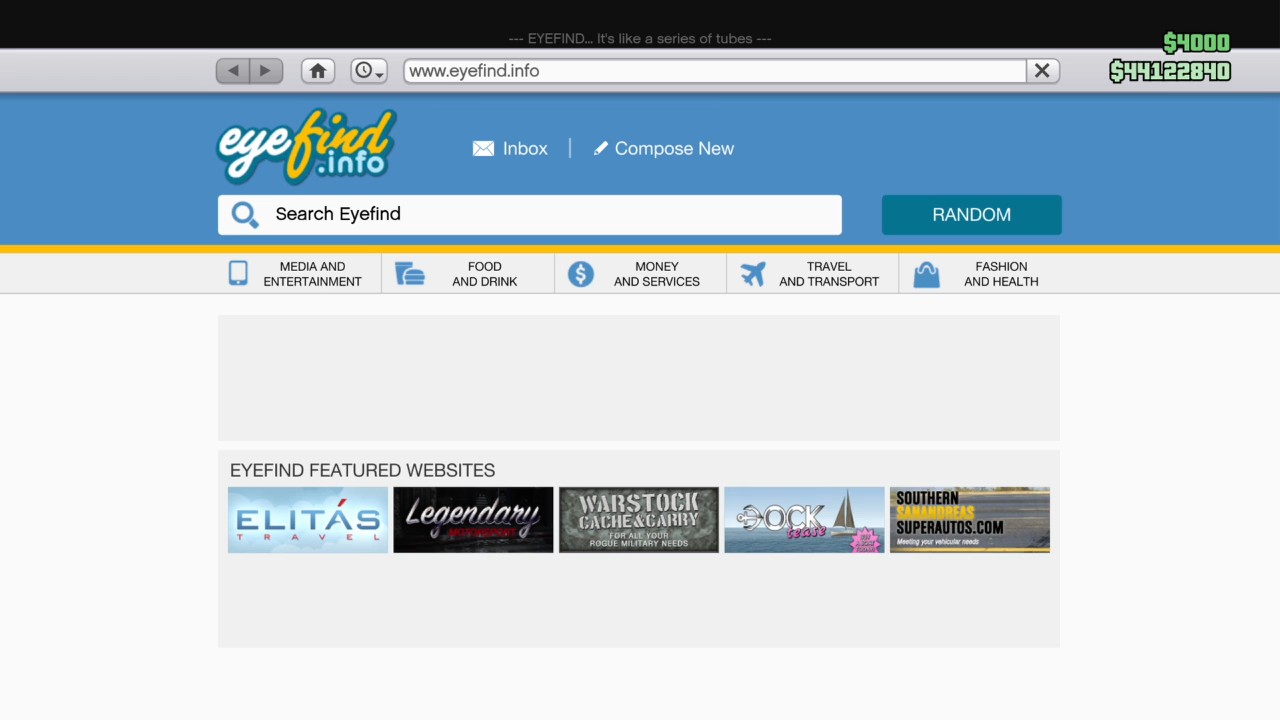 --- EYEFIND... It's like a series of tubes ---
$4000
$44122840
www.eyefind.info
eyefind
.info
Inbox | Compose New
Search Eyefind
RANDOM
MEDIA AND
ENTERTAINMENT
FOOD
AND DRINK
MONEY
AND SERVICES
TRAVEL
AND TRANSPORT
FASHION
AND HEALTH
EYEFIND FEATURED WEBSITES
ELITÁS
TRAVEL
Legendary
MOTORSPORT
WARSTOCK
CACHE&CARRY
FOR ALL YOUR
ROGUE MILITARY NEEDS
DOCK
tease
SOUTHERN
SANANDREAS
SUPERAUTOS.COM
Meeting your vehicular needs